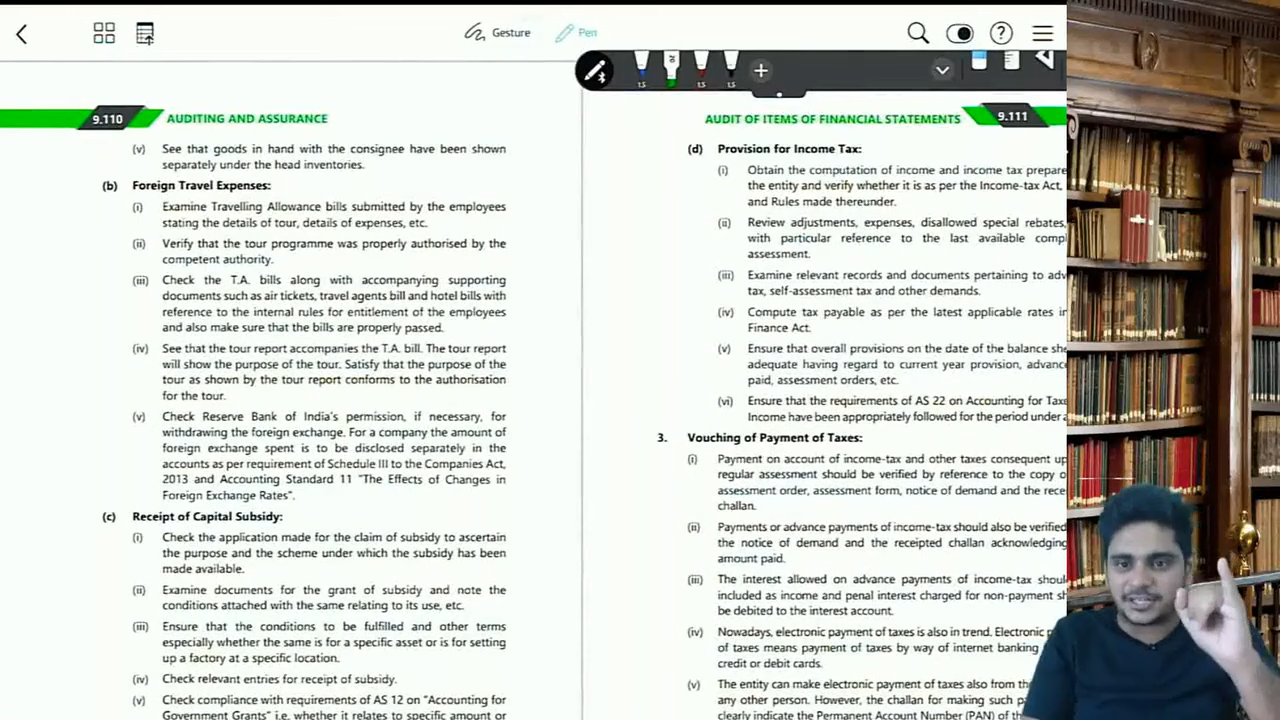 Gesture
Pen
20
1.5
1.5
1.5
9.110
AUDITING AND ASSURANCE
(v) See that goods in hand with the consignee have been shown
separately under the head inventories.
(b) Foreign Travel Expenses:
(i) Examine Travelling Allowance bills submitted by the employees
stating the details of tour, details of expenses, etc.
(ii) Verify that the tour programme was properly authorised by the
competent authority.
(iii) Check the T.A. bills along with accompanying supporting
documents such as air tickets, travel agents bill and hotel bills with
reference to the internal rules for entitlement of the employees
and also make sure that the bills are properly passed.
(iv) See that the tour report accompanies the T.A. bill. The tour report
will show the purpose of the tour. Satisfy that the purpose of the
tour as shown by the tour report conforms to the authorisation
for the tour.
(v) Check Reserve Bank of India's permission, if necessary, for
withdrawing the foreign exchange. For a company the amount of
foreign exchange spent is to be disclosed separately in the
accounts as per requirement of Schedule III to the Companies Act,
2013 and Accounting Standard 11 "The Effects of Changes in
Foreign Exchange Rates".
(c) Receipt of Capital Subsidy:
(i) Check the application made for the claim of subsidy to ascertain
the purpose and the scheme under which the subsidy has been
made available.
(ii) Examine documents for the grant of subsidy and note the
conditions attached with the same relating to its use, etc.
(iii) Ensure that the conditions to be fulfilled and other terms
especially whether the same is for a specific asset or is for setting
up a factory at a specific location.
(iv) Check relevant entries for receipt of subsidy.
(v) Check compliance with requirements of AS 12 on "Accounting for
Government Grants" i.e. whether it relates to specific amount or
AUDIT OF ITEMS OF FINANCIAL STATEMENTS
9.111
(d) Provision for Income Tax:
(i) Obtain the computation of income and income tax prepare
the entity and verify whether it is as per the Income-tax Act,
and Rules made thereunder.
(ii) Review adjustments, expenses, disallowed special rebates,
with particular reference to the last available comp
assessment.
(iii) Examine relevant records and documents pertaining to adv
tax, self-assessment tax and other demands.
(iv) Compute tax payable as per the latest applicable rates in
Finance Act.
(v) Ensure that overall provisions on the date of the balance she
adequate having regard to current year provision, advanc
paid, assessment orders, etc.
(vi) Ensure that the requirements of AS 22 on Accounting for Taxe
Income have been appropriately followed for the period under a
3. Vouching of Payment of Taxes:
(i) Payment on account of income-tax and other taxes consequent up
regular assessment should be verified by reference to the copy o
assessment order, assessment form, notice of demand and the rece
challan.
(ii) Payments or advance payments of income-tax should also be verified
the notice of demand and the receipted challan acknowledging
amount paid.
(iii) The interest allowed on advance payments of income-tax shou
included as income and penal interest charged for non-payment sh
be debited to the interest account.
(iv) Nowadays, electronic payment of taxes is also in trend. Electronic p
of taxes means payment of taxes by way of internet banking
credit or debit cards.
(v) The entity can make electronic payment of taxes also from the
any other person. However, the challan for making such p
clearly indicate the Permanent Account Number (PAN) of th